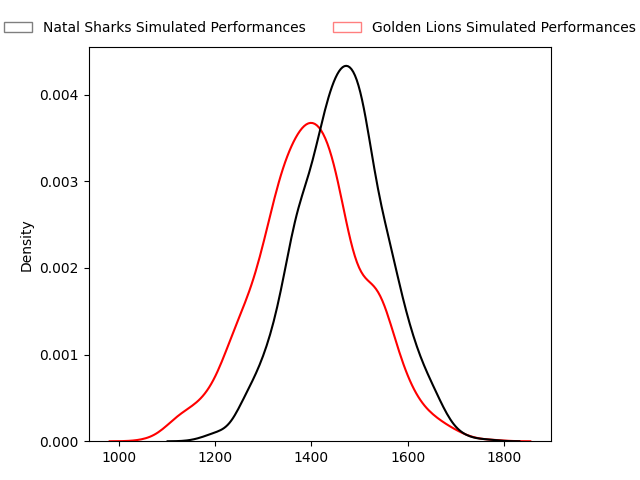 Natal Sharks Simulated Performances
Golden Lions Simulated Performances
Density
0.004
0.003
0.002
0.001
0.000
1000 1200 1400 1600 1800